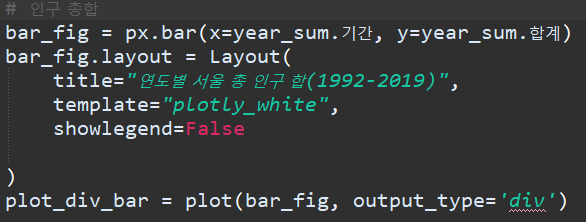 # 인구 종합
bar_fig = px.bar(x=year_sum.기간, y=year_sum.합계)
bar_fig.layout = Layout(
    title="연도별 서울 총 인구 합(1992-2019)",
    template="plotly_white",
    showlegend=False
)
plot_div_bar = plot(bar_fig, output_type='div')